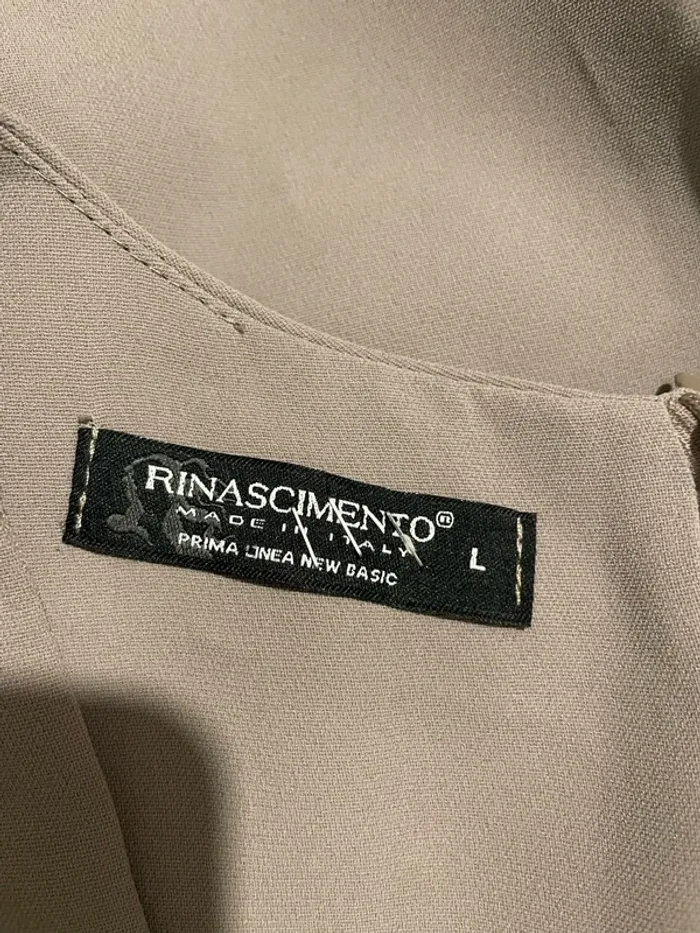 RINASCIMENTO®
MADE IN ITALY
PRIMA LINEA NEW BASIC
L